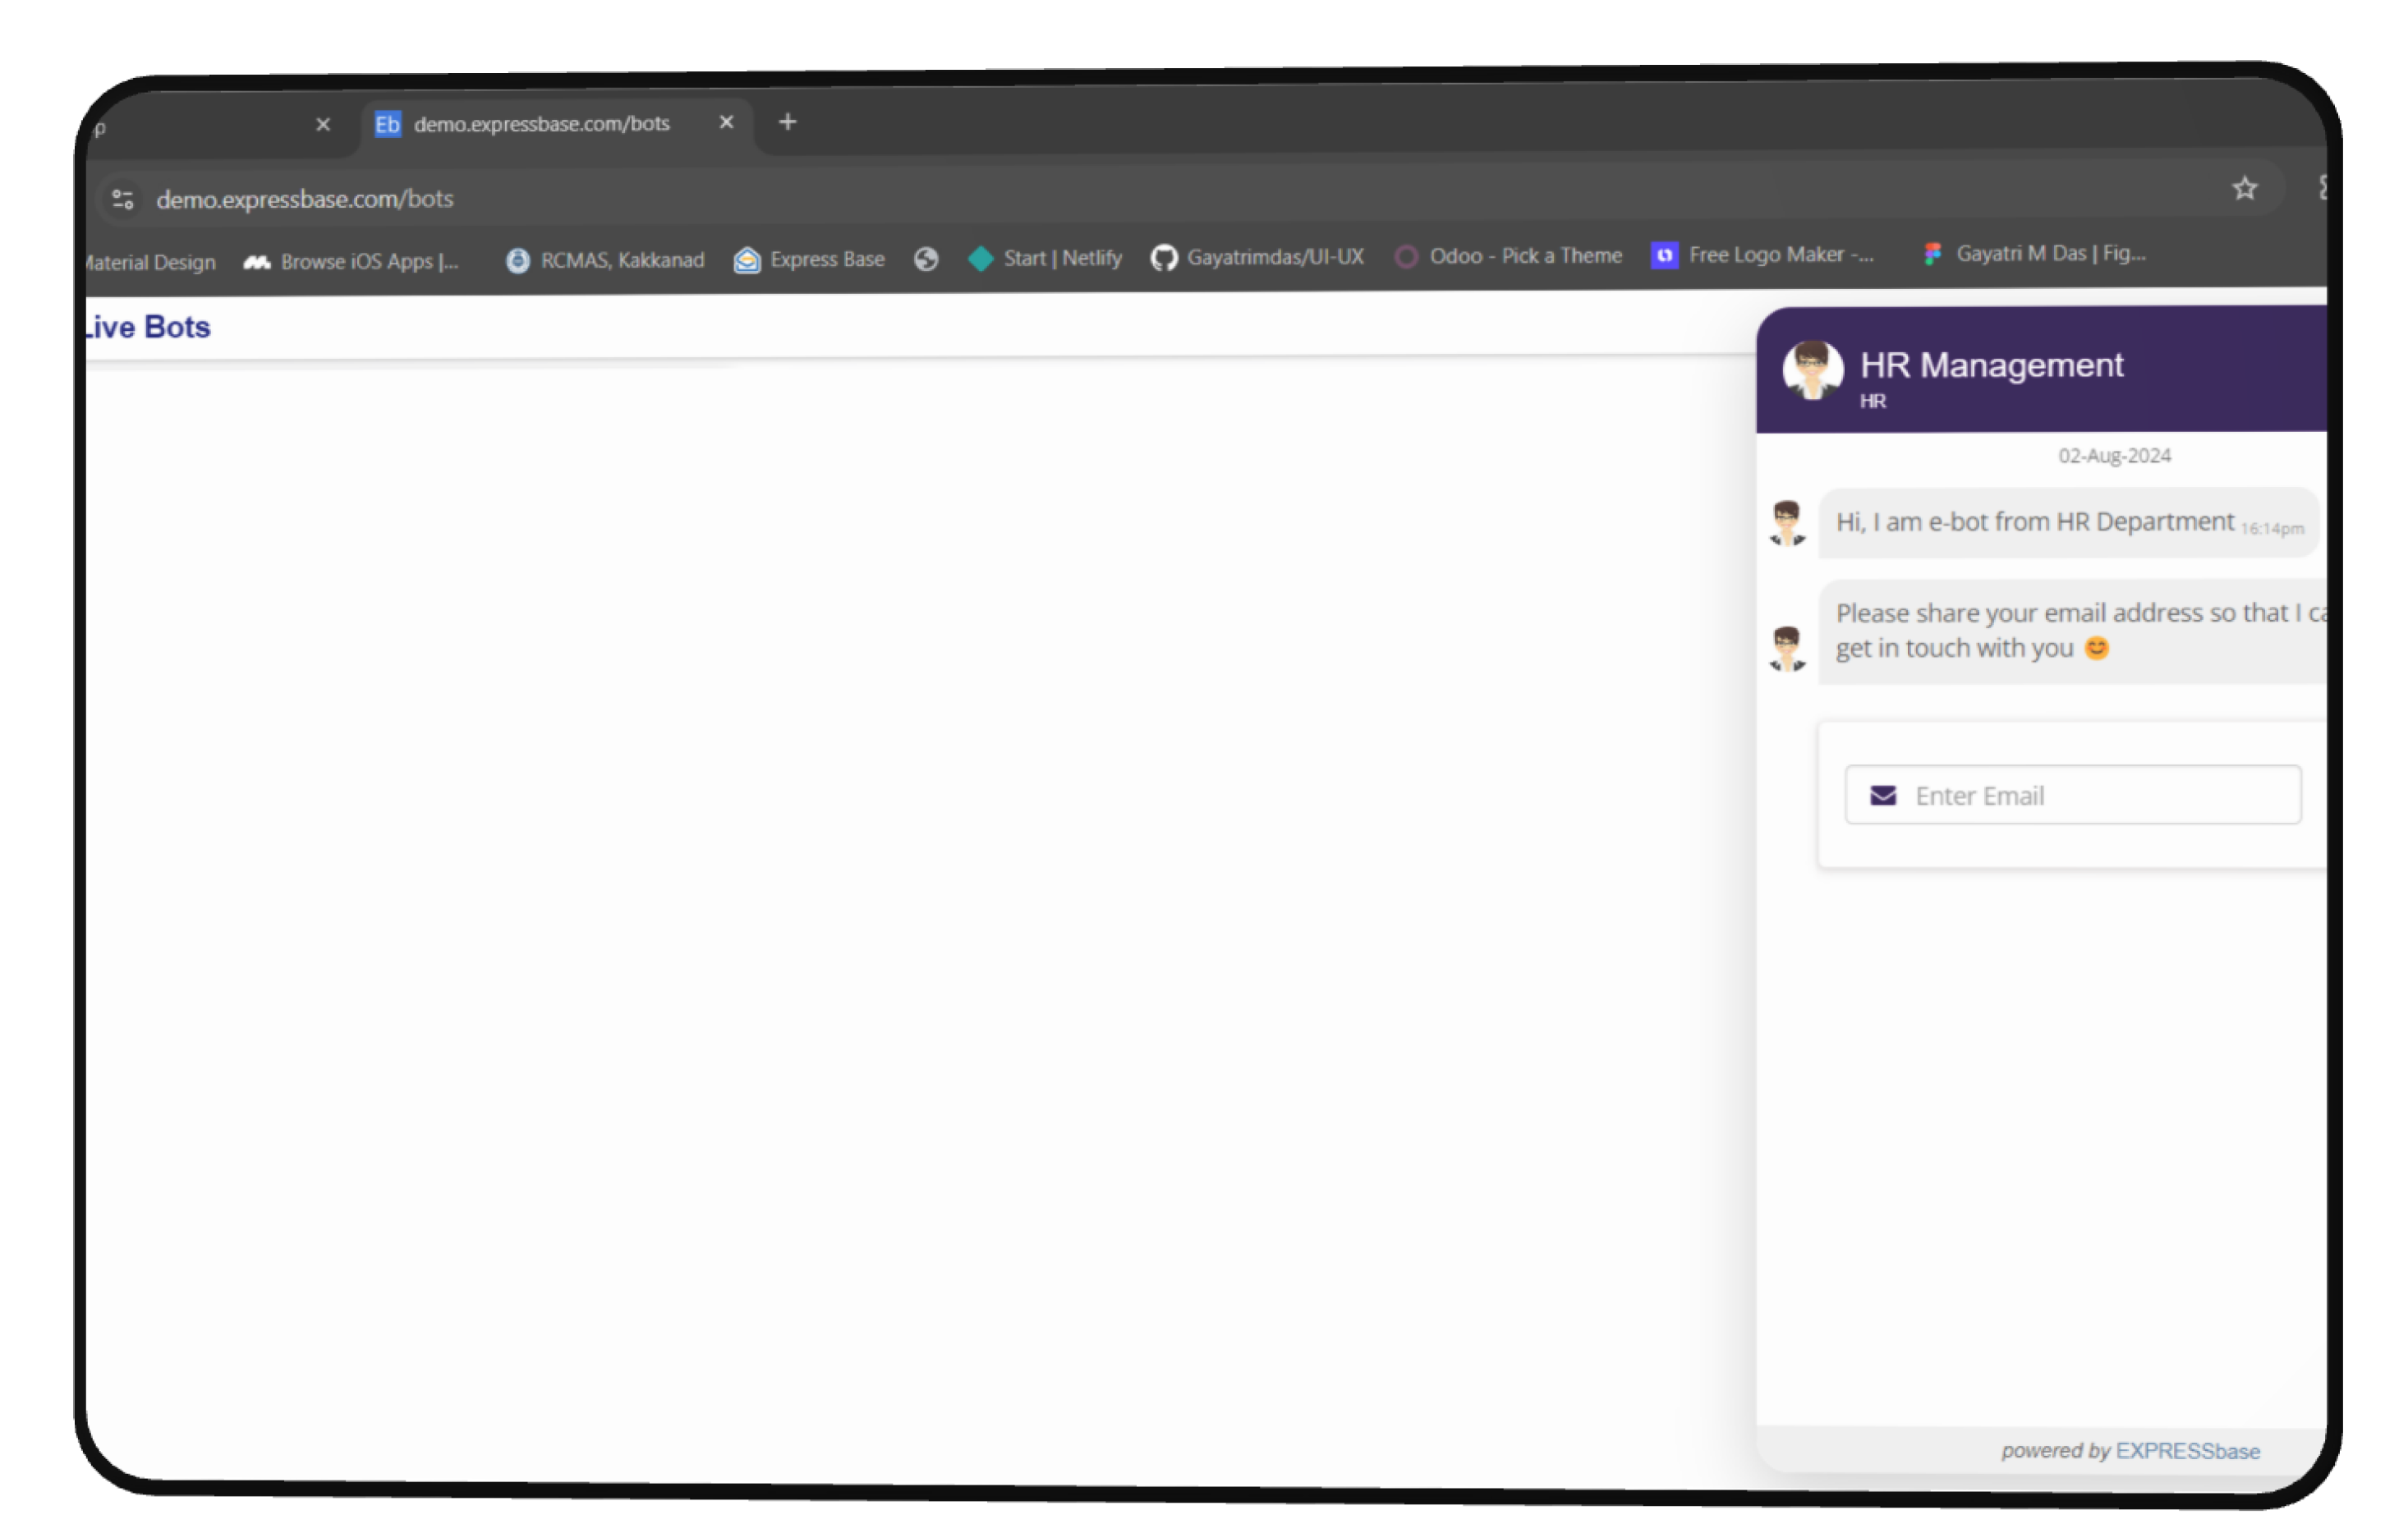 Eb demo.expressbase.com/bots
demo.expressbase.com/bots
Material Design Browse iOS Apps |... RCMAS, Kakkanad Express Base Start | Netlify Gayatrimdas/UI-UX Odoo - Pick a Theme Free Logo Maker -... Gayatri M Das | Fig...
Live Bots
HR Management
HR
02-Aug-2024
Hi, I am e-bot from HR Department 16:14pm
Please share your email address so that I ca
get in touch with you 😊
Enter Email
powered by EXPRESSbase